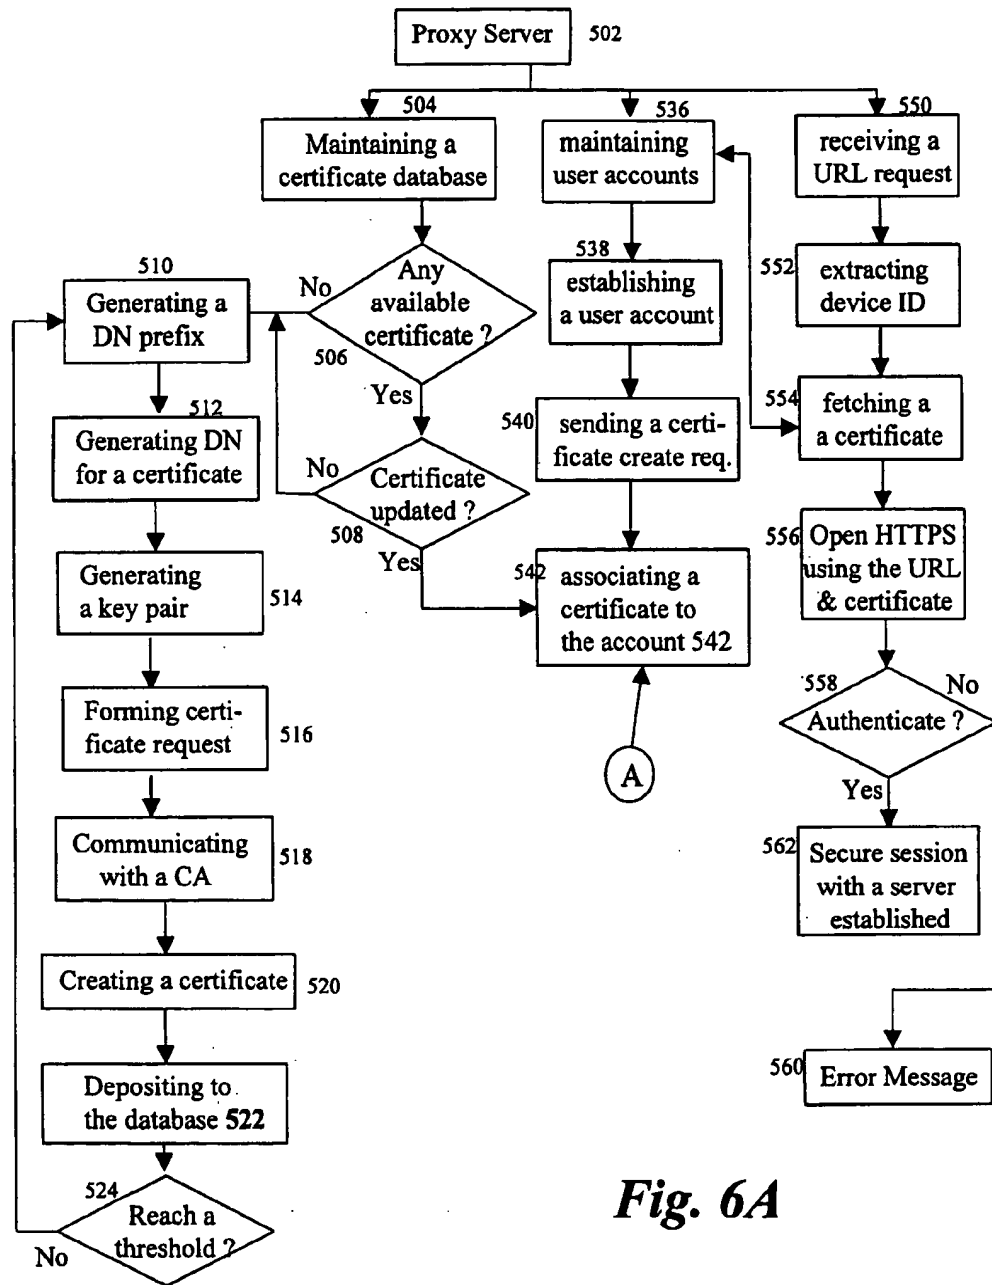 Proxy Server 502
504
Maintaining a
certificate database
506
Any
available
certificate ?
No
Yes
508
Certificate
updated ?
No
Yes
510
Generating a
DN prefix
512
Generating DN
for a certificate
Generating
a key pair
514
Forming certi-
ficate request
516
Communicating
with a CA
518
Creating a certificate
520
Depositing to
the database 522
524
Reach a
threshold ?
No
536
maintaining
user accounts
538
establishing
a user account
540
sending a certi-
ficate create req.
542
associating a
certificate to
the account 542
A
550
receiving a
URL request
552
extracting
device ID
554
fetching a
a certificate
556
Open HTTPS
using the URL
& certificate
558
No
Authenticate ?
Yes
562
Secure session
with a server
established
560
Error Message
Fig. 6A